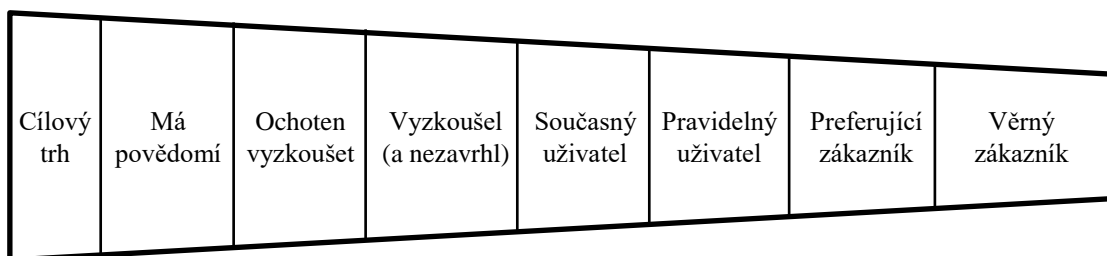 Cílový
trh
Má
povědomí
Ochoten
vyzkoušet
Vyzkoušel
(a nezavrhl)
Současný
uživatel
Pravidelný
uživatel
Preferující
zákazník
Věrný
zákazník